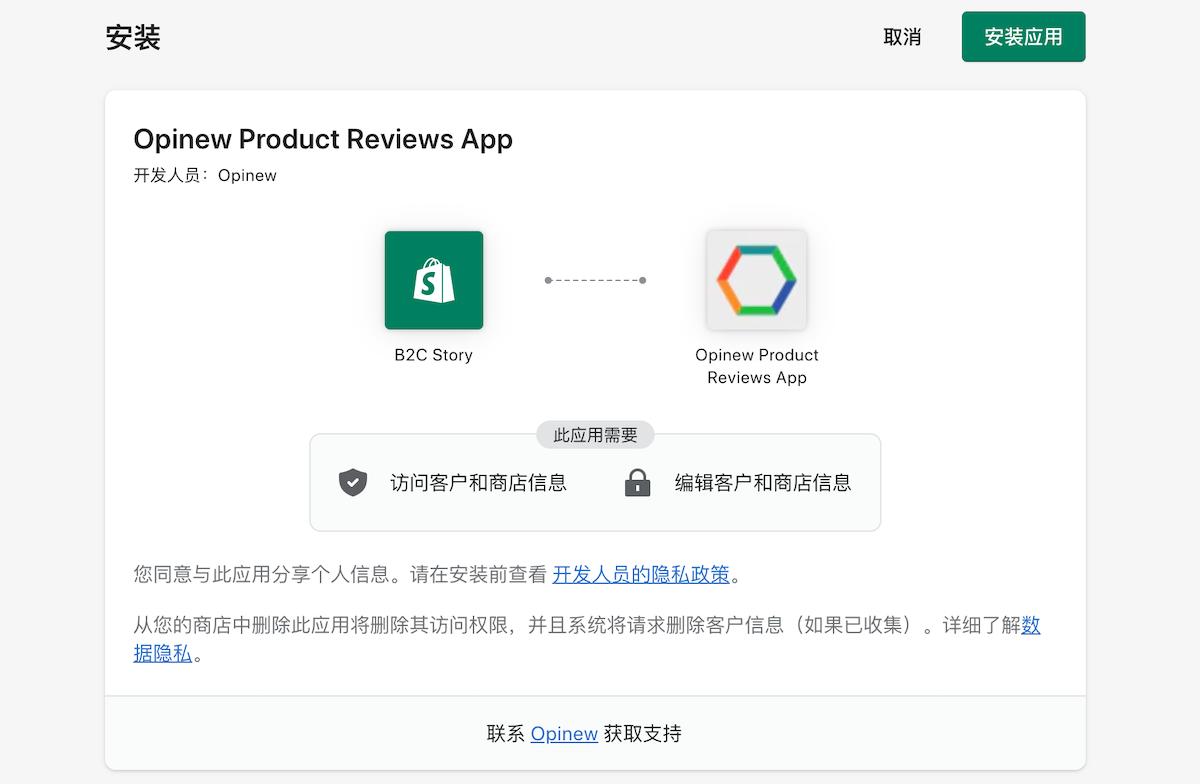 安装
取消
安装应用
Opinew Product Reviews App
开发人员：Opinew
S
B2C Story
Opinew Product
Reviews App
此应用需要
访问客户和商店信息
编辑客户和商店信息
您同意与此应用分享个人信息。请在安装前查看 开发人员的隐私政策。
从您的商店中删除此应用将删除其访问权限，并且系统将请求删除客户信息（如果已收集）。详细了解数
据隐私。
联系 Opinew 获取支持